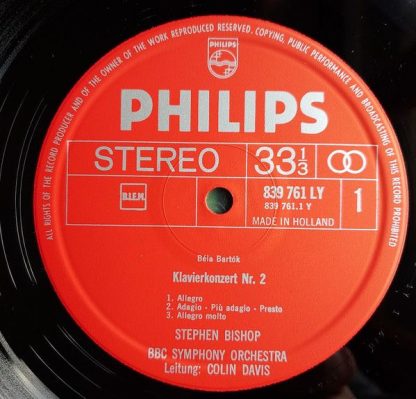 ALL RIGHTS OF THE RECORD PRODUCER AND OF THE OWNER OF THE WORK REPRODUCED RESERVED. COPYING, PUBLIC PERFORMANCE AND BROADCASTING OF THIS RECORD PROHIBITED
PHILIPS
PHILIPS
STEREO 33 1/3
B.I.E.M. 839 761 LY 1
839 761.1 Y
MADE IN HOLLAND
Béla Bartók
Klavierkonzert Nr. 2
1. Allegro
2. Adagio - Più adagio - Presto
3. Allegro molto
STEPHEN BISHOP
BBC SYMPHONY ORCHESTRA
Leitung: COLIN DAVIS